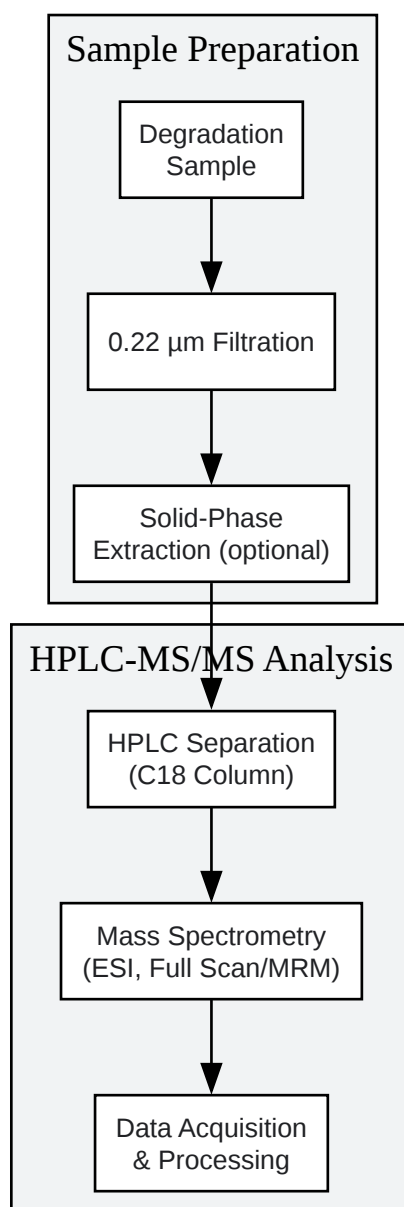 Sample Preparation
Degradation
Sample
0.22 µm Filtration
Solid-Phase
Extraction (optional)
HPLC-MS/MS Analysis
HPLC Separation
(C18 Column)
Mass Spectrometry
(ESI, Full Scan/MRM)
Data Acquisition
& Processing